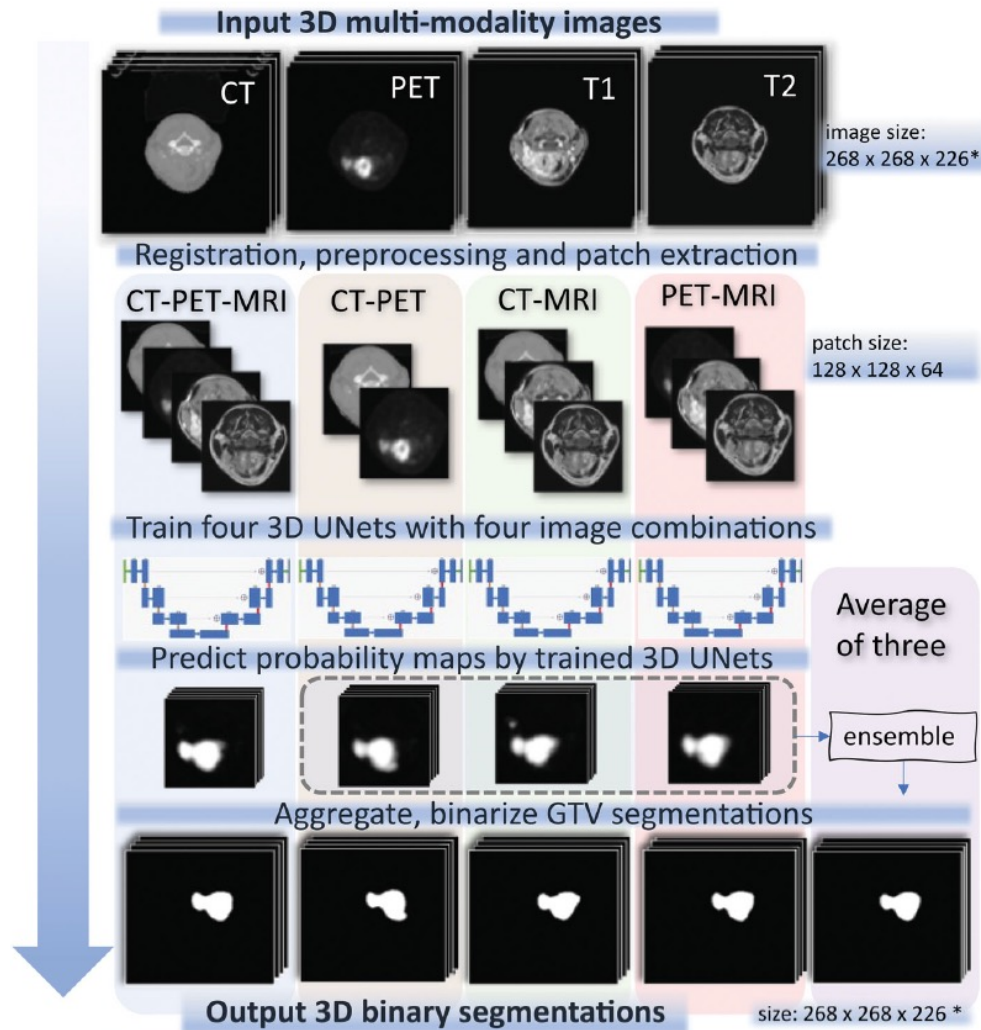 Input 3D multi-modality images
CT
PET
T1
T2
image size:
268 x 268 x 226*
Registration, preprocessing and patch extraction
CT-PET-MRI
CT-PET
CT-MRI
PET-MRI
patch size:
128 x 128 x 64
Train four 3D UNets with four image combinations
Average
of three
Predict probability maps by trained 3D UNets
ensemble
Aggregate, binarize GTV segmentations
Output 3D binary segmentations
size: 268 x 268 x 226 *